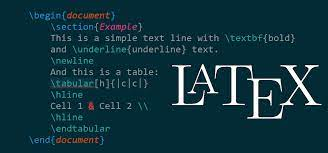 \begin{document}
\section{Example}
This is a simple text line with \textbf{bold}
and \underline{underline} text.
\newline
And this is a table:
\tabular[h]{|c|c|}
\hline
Cell 1 & Cell 2 \\
\hline
\endtabular
\end{document}
LATEX